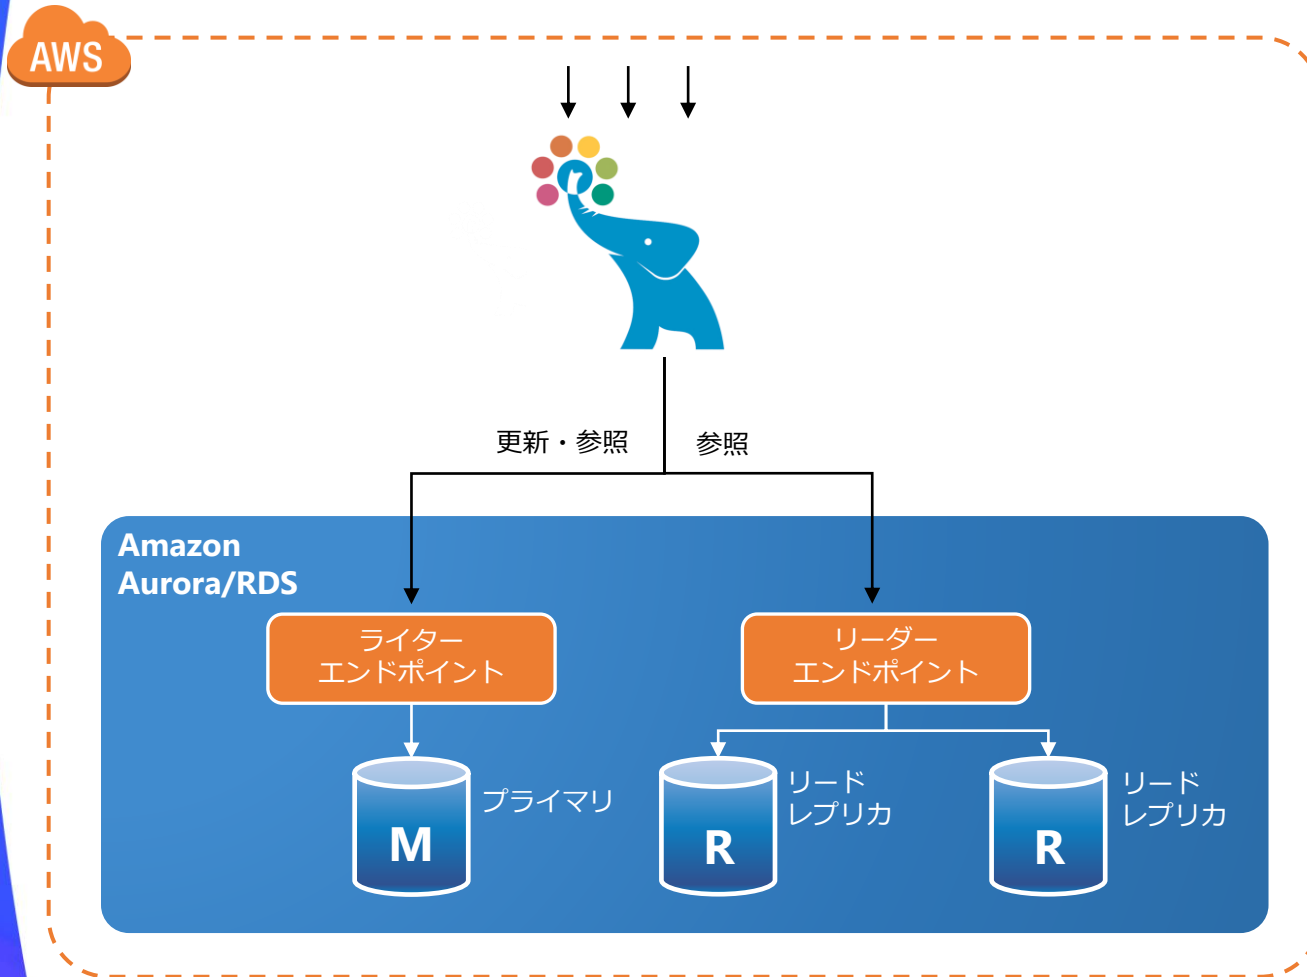 AWS
更新・参照
参照
Amazon
Aurora/RDS
ライター
エンドポイント
リーダー
エンドポイント
M
プライマリ
R
リード
レプリカ
R
リード
レプリカ